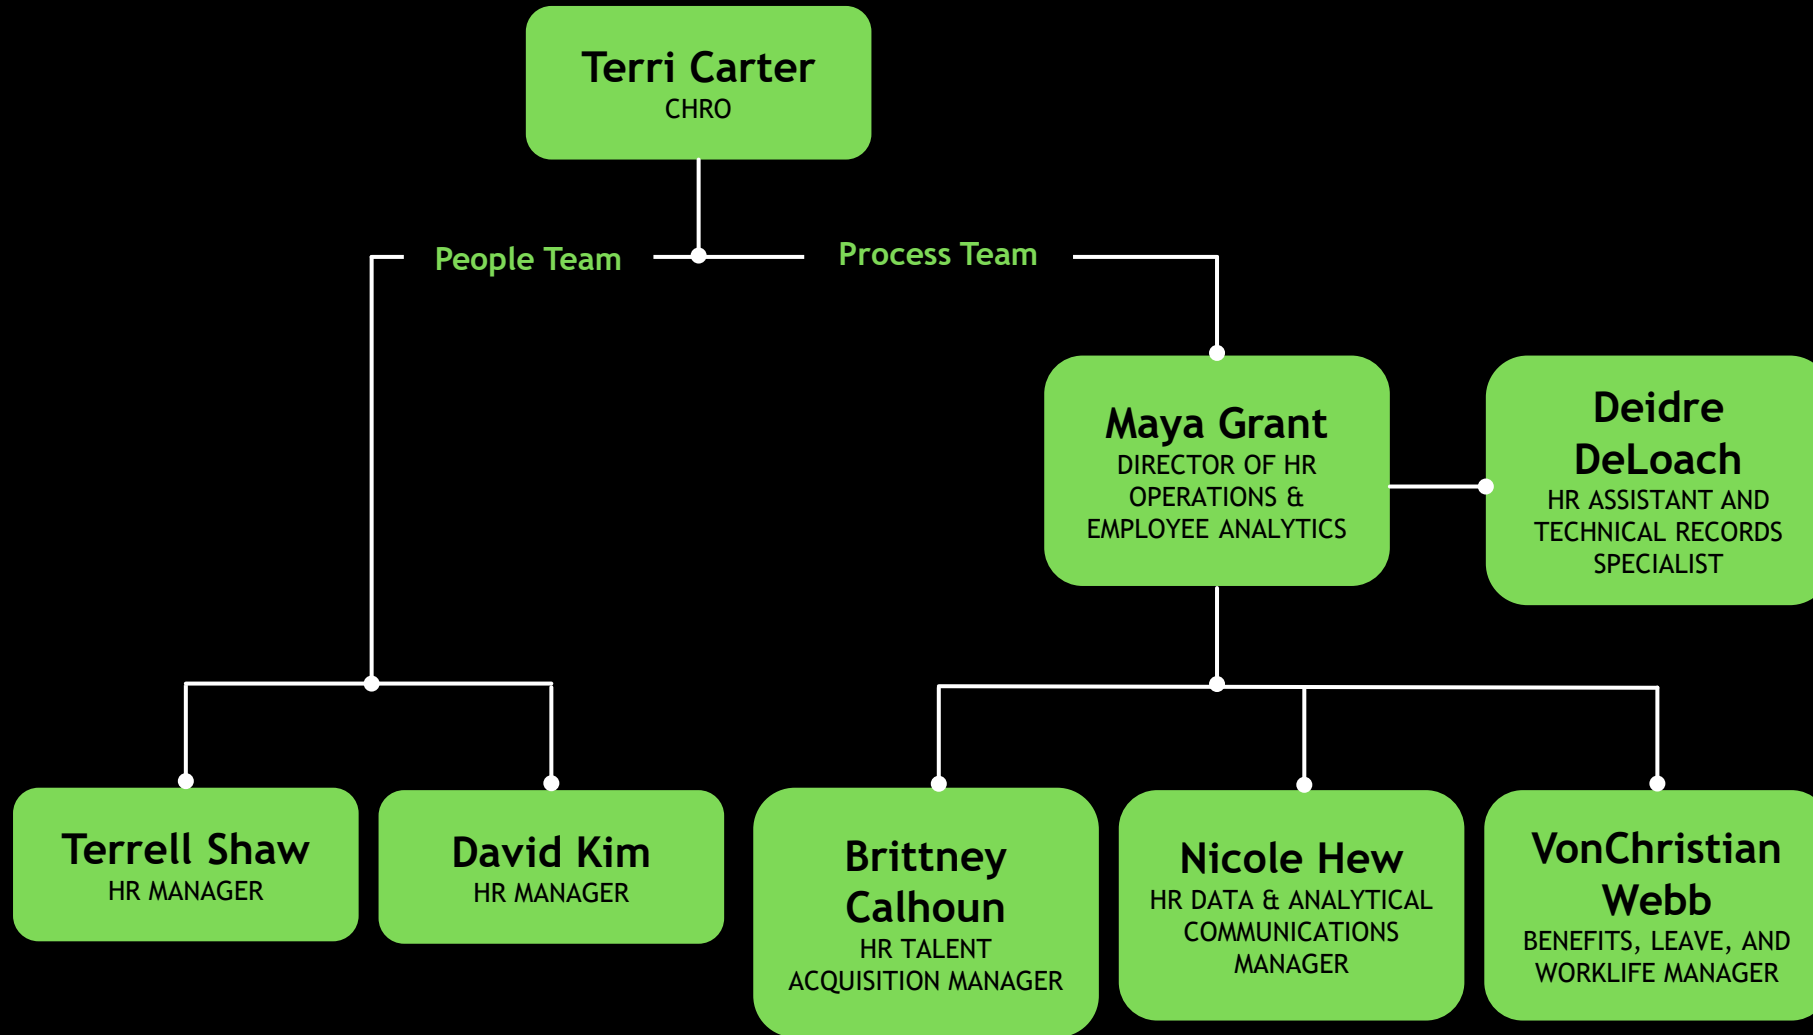 Terri Carter
CHRO
People Team
Process Team
Maya Grant
DIRECTOR OF HR
OPERATIONS &
EMPLOYEE ANALYTICS
Deidre
DeLoach
HR ASSISTANT AND
TECHNICAL RECORDS
SPECIALIST
Terrell Shaw
HR MANAGER
David Kim
HR MANAGER
Brittney
Calhoun
HR TALENT
ACQUISITION MANAGER
Nicole Hew
HR DATA & ANALYTICAL
COMMUNICATIONS
MANAGER
VonChristian
Webb
BENEFITS, LEAVE, AND
WORKLIFE MANAGER